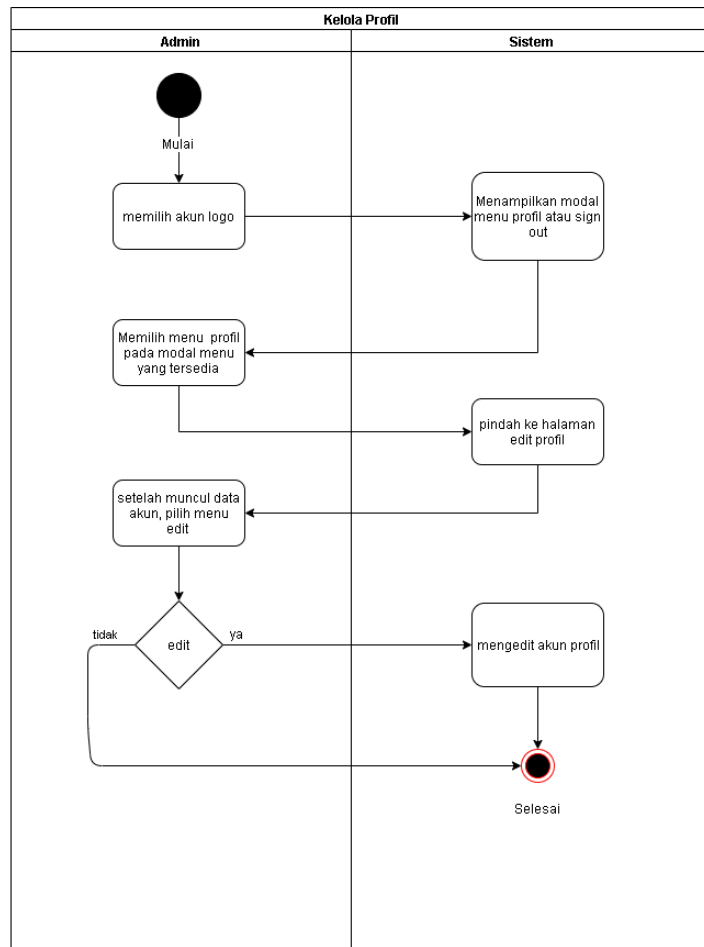 Kelola Profil
Admin
Sistem
Mulai
memilih akun logo
Menampilkan modal
menu profil atau sign
out
Memilih menu profil
pada modal menu
yang tersedia
pindah ke halaman
edit profil
setelah muncul data
akun, pilih menu
edit
tidak
edit
ya
mengedit akun profil
Selesai